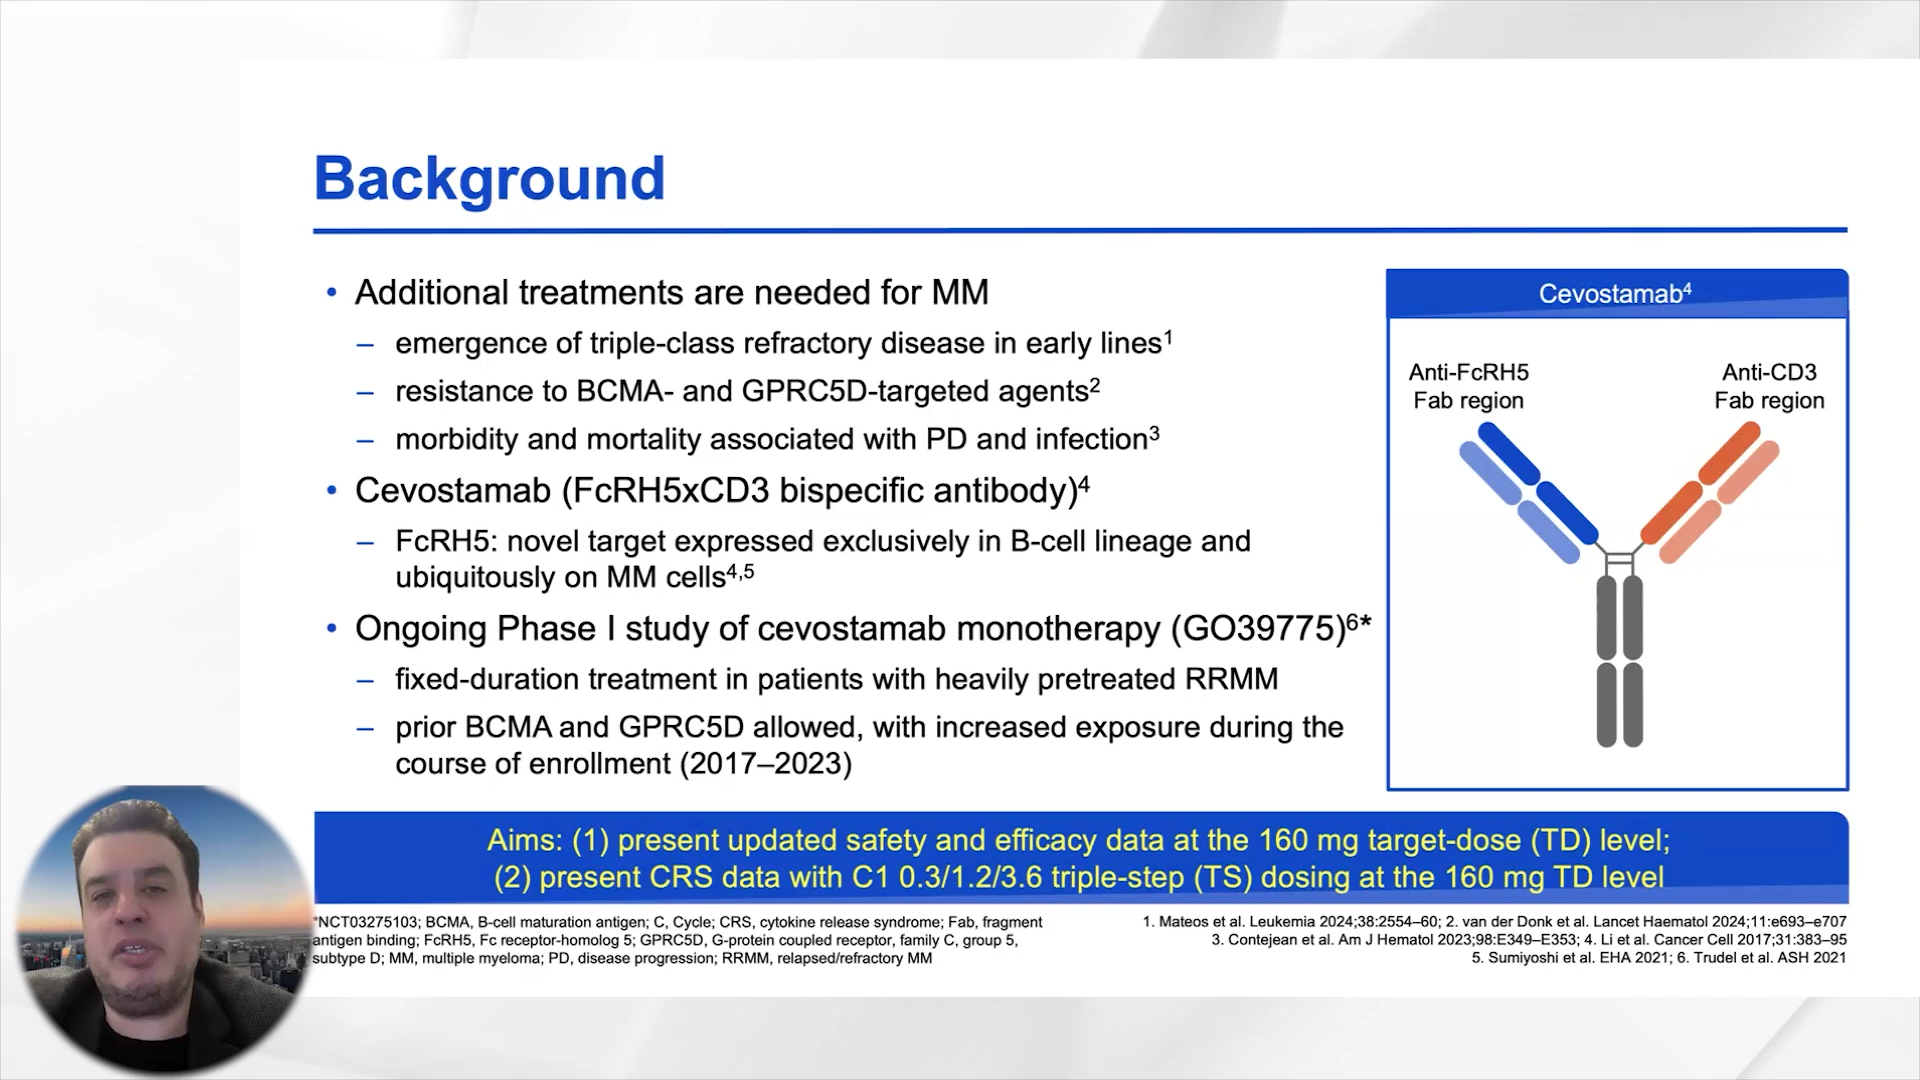 Background
• Additional treatments are needed for MM
– emergence of triple-class refractory disease in early lines¹
– resistance to BCMA- and GPRC5D-targeted agents²
– morbidity and mortality associated with PD and infection³
• Cevostamab (FcRH5xCD3 bispecific antibody)⁴
– FcRH5: novel target expressed exclusively in B-cell lineage and
ubiquitously on MM cells⁴,⁵
• Ongoing Phase I study of cevostamab monotherapy (GO39775)⁶*
– fixed-duration treatment in patients with heavily pretreated RRMM
– prior BCMA and GPRC5D allowed, with increased exposure during the
course of enrollment (2017–2023)
Cevostamab⁴
Anti-FcRH5
Fab region
Anti-CD3
Fab region
Aims: (1) present updated safety and efficacy data at the 160 mg target-dose (TD) level;
(2) present CRS data with C1 0.3/1.2/3.6 triple-step (TS) dosing at the 160 mg TD level
*NCT03275103; BCMA, B-cell maturation antigen; C, Cycle; CRS, cytokine release syndrome; Fab, fragment
antigen binding; FcRH5, Fc receptor-homolog 5; GPRC5D, G-protein coupled receptor, family C, group 5,
subtype D; MM, multiple myeloma; PD, disease progression; RRMM, relapsed/refractory MM
1. Mateos et al. Leukemia 2024;38:2554–60; 2. van der Donk et al. Lancet Haematol 2024;11:e693–e707
3. Contejean et al. Am J Hematol 2023;98:E349–E353; 4. Li et al. Cancer Cell 2017;31:383–95
5. Sumiyoshi et al. EHA 2021; 6. Trudel et al. ASH 2021